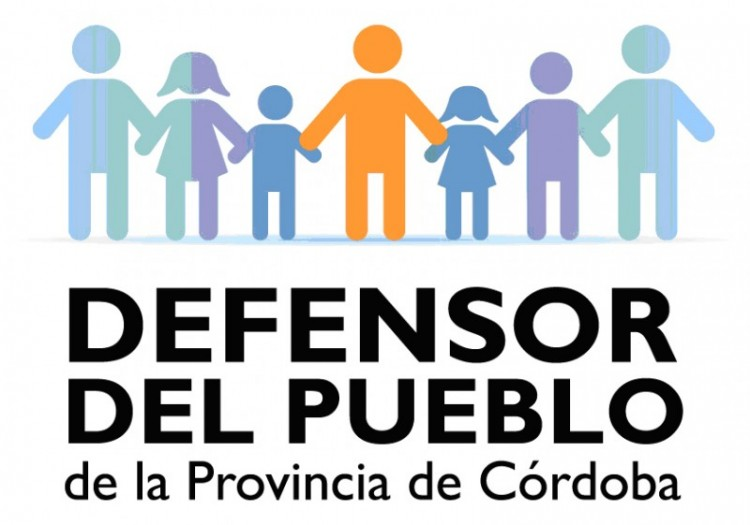 DEFENSOR
DEL PUEBLO
de la Provincia de Córdoba